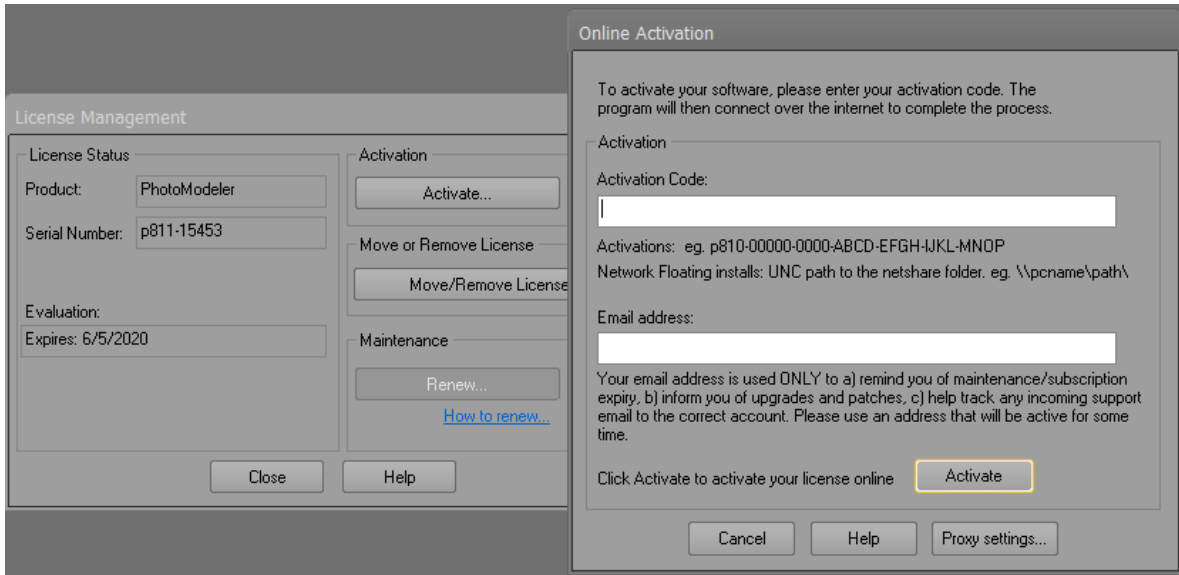 License Management
License Status
Product:
PhotoModeler
Serial Number:
p811-15453
Evaluation:
Expires: 6/5/2020
Activation
Activate...
Move or Remove License
Move/Remove License
Maintenance
Renew...
How to renew...
Close
Help
Online Activation
To activate your software, please enter your activation code. The
program will then connect over the internet to complete the process.
Activation
Activation Code:
Activations: eg. p810-00000-0000-ABCD-EFGH-IJKL-MNOP
Network Floating installs: UNC path to the netshare folder. eg. \\pcname\path\
Email address:
Your email address is used ONLY to a) remind you of maintenance/subscription
expiry, b) inform you of upgrades and patches, c) help track any incoming support
email to the correct account. Please use an address that will be active for some
time.
Click Activate to activate your license online
Activate
Cancel
Help
Proxy settings...